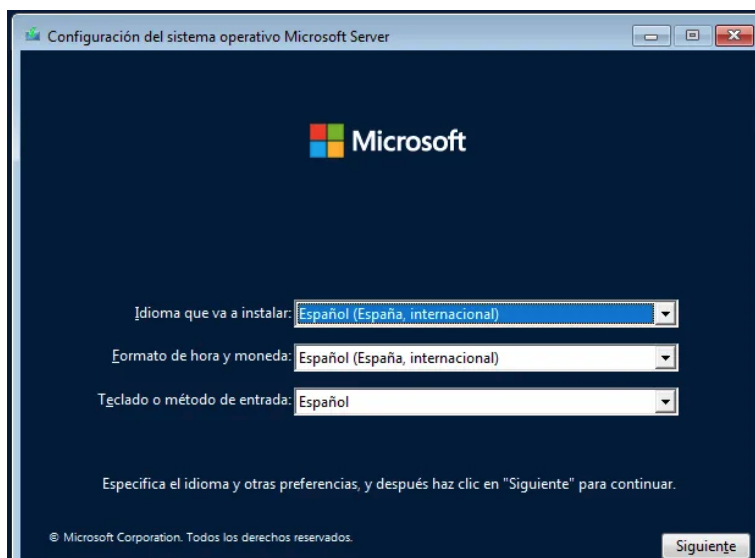 Configuración del sistema operativo Microsoft Server
Microsoft
Idioma que va a instalar: Español (España, internacional)
Formato de hora y moneda: Español (España, internacional)
Teclado o método de entrada: Español
Especifica el idioma y otras preferencias, y después haz clic en "Siguiente" para continuar.
© Microsoft Corporation. Todos los derechos reservados.
Siguiente